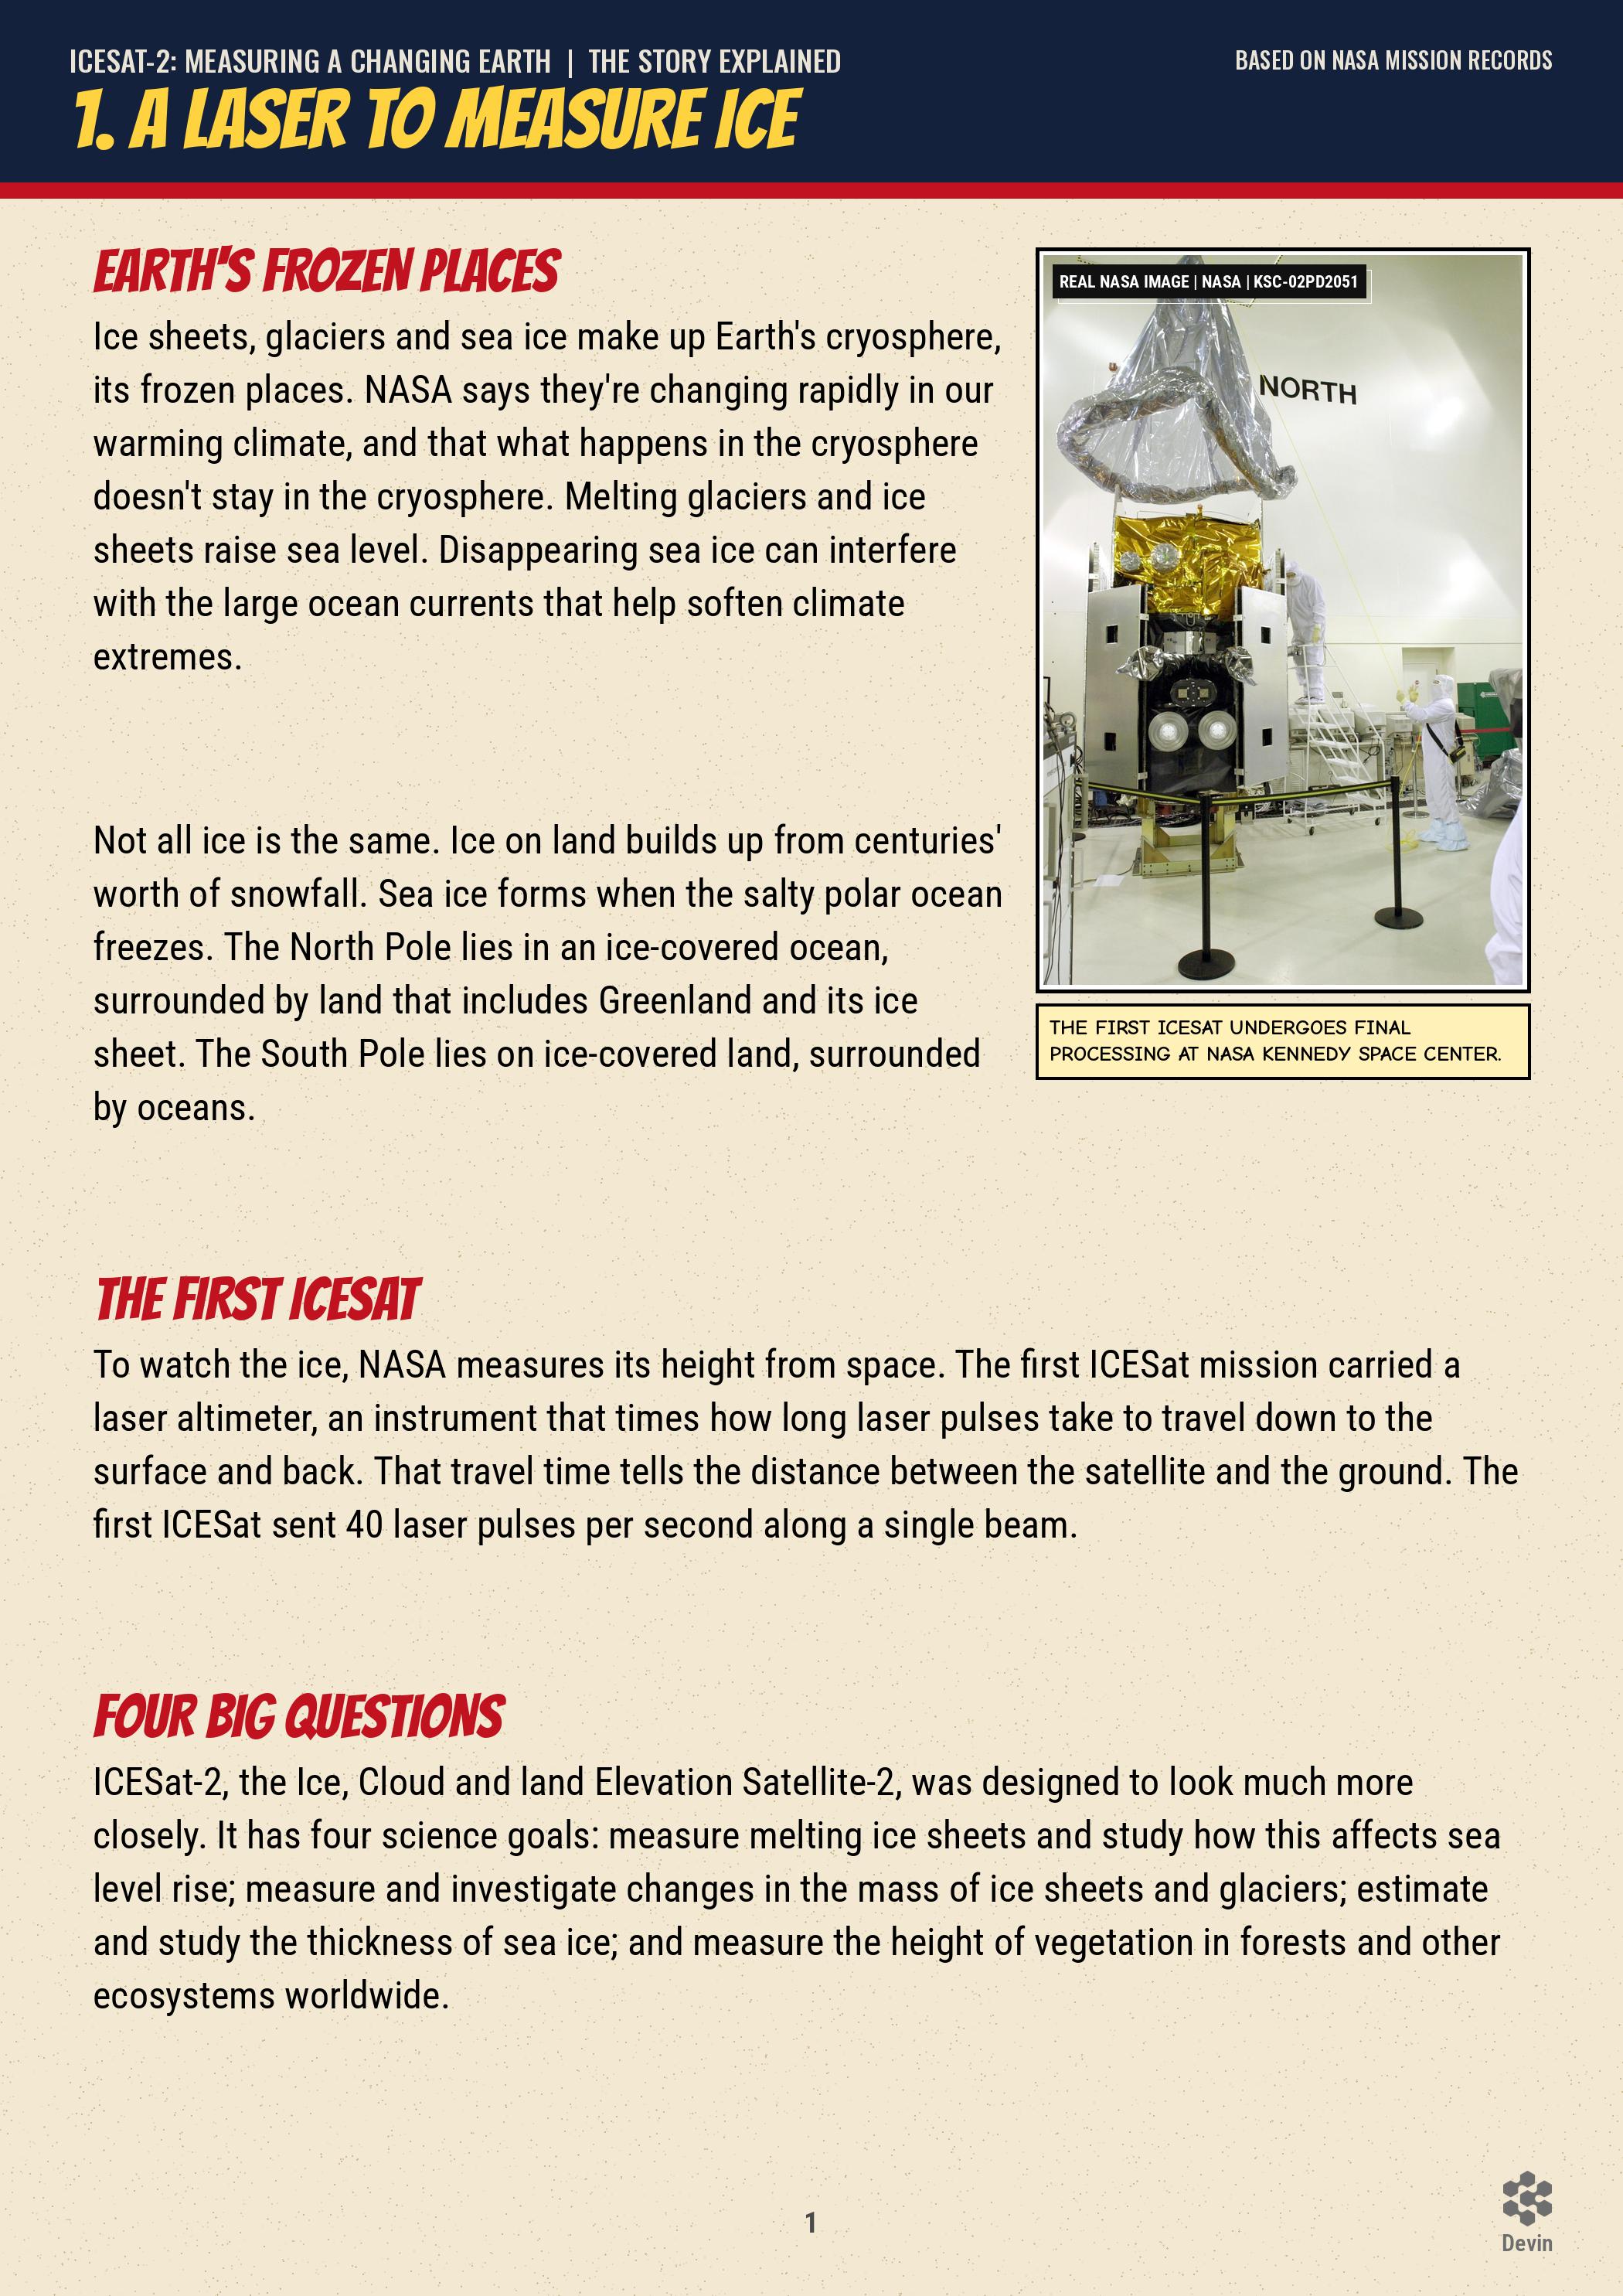 ICESAT-2: MEASURING A CHANGING EARTH | THE STORY EXPLAINED
BASED ON NASA MISSION RECORDS
1. A LASER TO MEASURE ICE
EARTH'S FROZEN PLACES
Ice sheets, glaciers and sea ice make up Earth's cryosphere,
its frozen places. NASA says they're changing rapidly in our
warming climate, and that what happens in the cryosphere
doesn't stay in the cryosphere. Melting glaciers and ice
sheets raise sea level. Disappearing sea ice can interfere
with the large ocean currents that help soften climate
extremes.
Not all ice is the same. Ice on land builds up from centuries'
worth of snowfall. Sea ice forms when the salty polar ocean
freezes. The North Pole lies in an ice-covered ocean,
surrounded by land that includes Greenland and its ice
sheet. The South Pole lies on ice-covered land, surrounded
by oceans.
REAL NASA IMAGE | NASA | KSC-02PD2051
NORTH
THE FIRST ICESAT UNDERGOES FINAL
PROCESSING AT NASA KENNEDY SPACE CENTER.
THE FIRST ICESAT
To watch the ice, NASA measures its height from space. The first ICESat mission carried a
laser altimeter, an instrument that times how long laser pulses take to travel down to the
surface and back. That travel time tells the distance between the satellite and the ground. The
first ICESat sent 40 laser pulses per second along a single beam.
FOUR BIG QUESTIONS
ICESat-2, the Ice, Cloud and land Elevation Satellite-2, was designed to look much more
closely. It has four science goals: measure melting ice sheets and study how this affects sea
level rise; measure and investigate changes in the mass of ice sheets and glaciers; estimate
and study the thickness of sea ice; and measure the height of vegetation in forests and other
ecosystems worldwide.
1
Devin